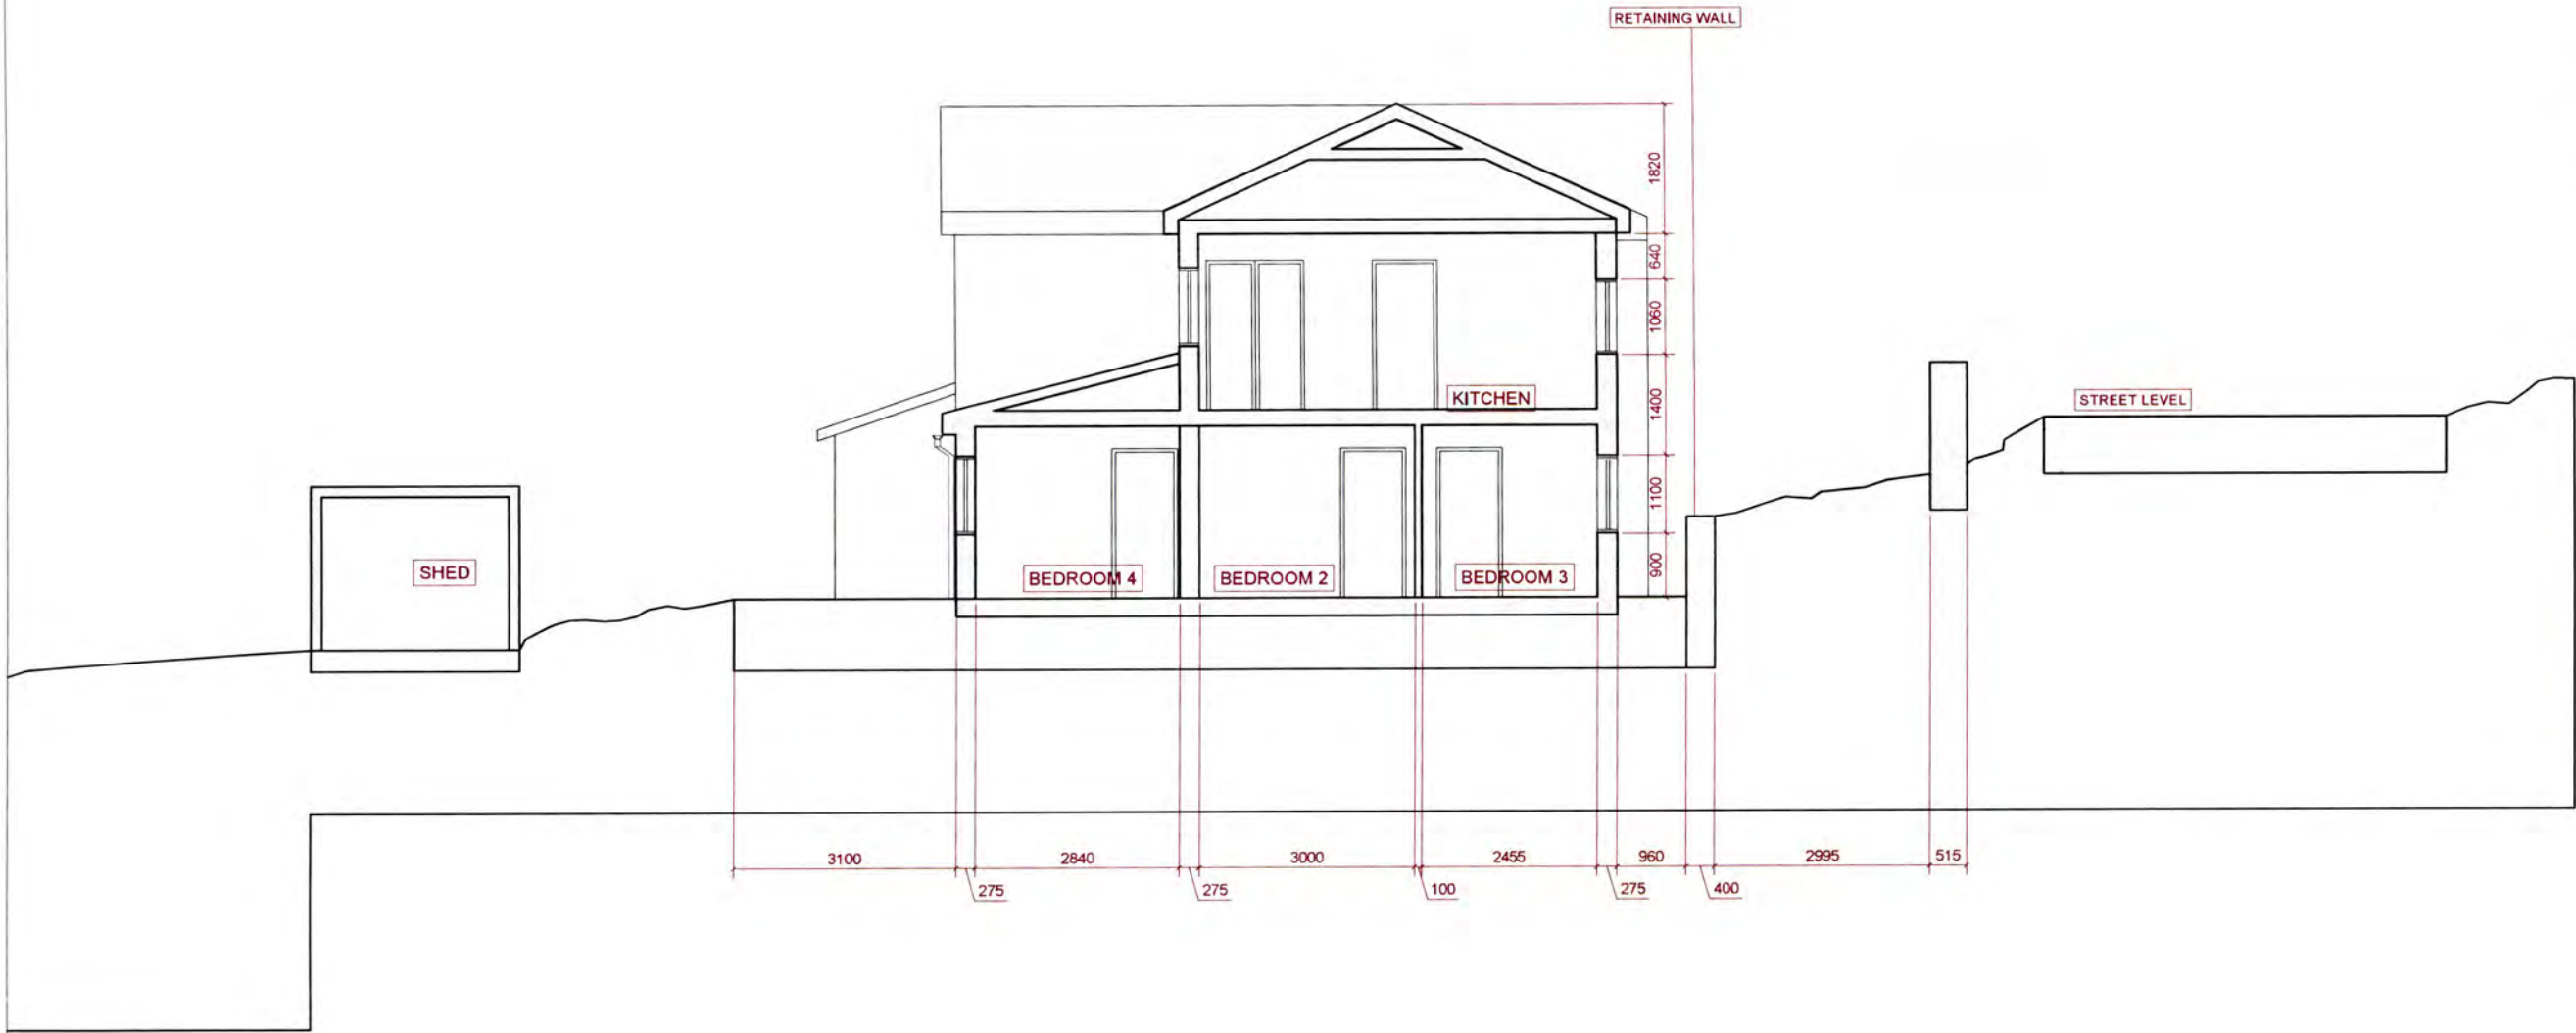 RETAINING WALL
1820
640
1060
1400
1100
900
KITCHEN
STREET LEVEL
SHED
BEDROOM 4
BEDROOM 2
BEDROOM 3
3100
2840
3000
2455
960
2995
515
275
275
100
275
400